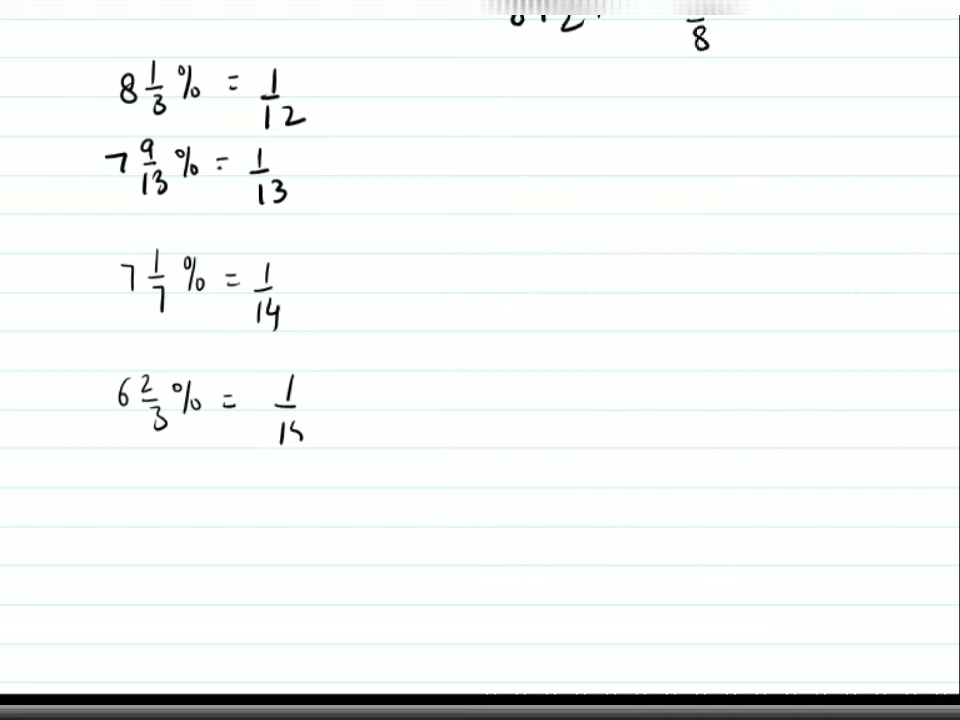 8
8 1/3 % = 1/12
7 9/13 % = 1/13
7 1/7 % = 1/14
6 2/3 % = 1/15